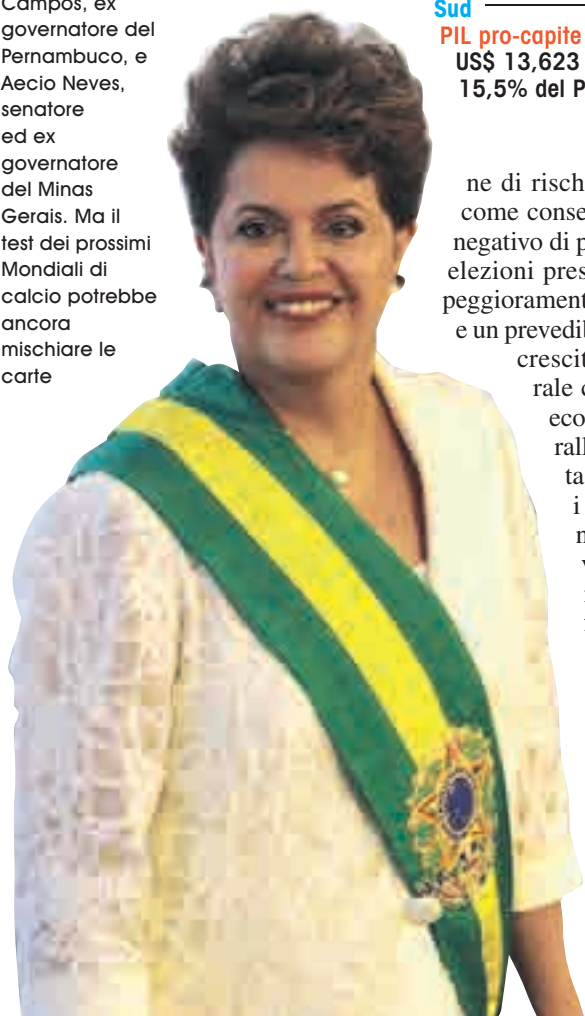 Campos, ex
governatore del
Pernambuco, e
Aecio Neves,
senatore
ed ex
governatore
del Minas
Gerais. Ma il
test dei prossimi
Mondiali di
calcio potrebbe
ancora
mischiare le
carte
Sud
PIL pro-capite
US$ 13,623
15,5% del P
ne di risch
come conse
negativo di p
elezioni pres
peggiorament
e un prevedib
crescit
rale c
eco
rall
ta
i